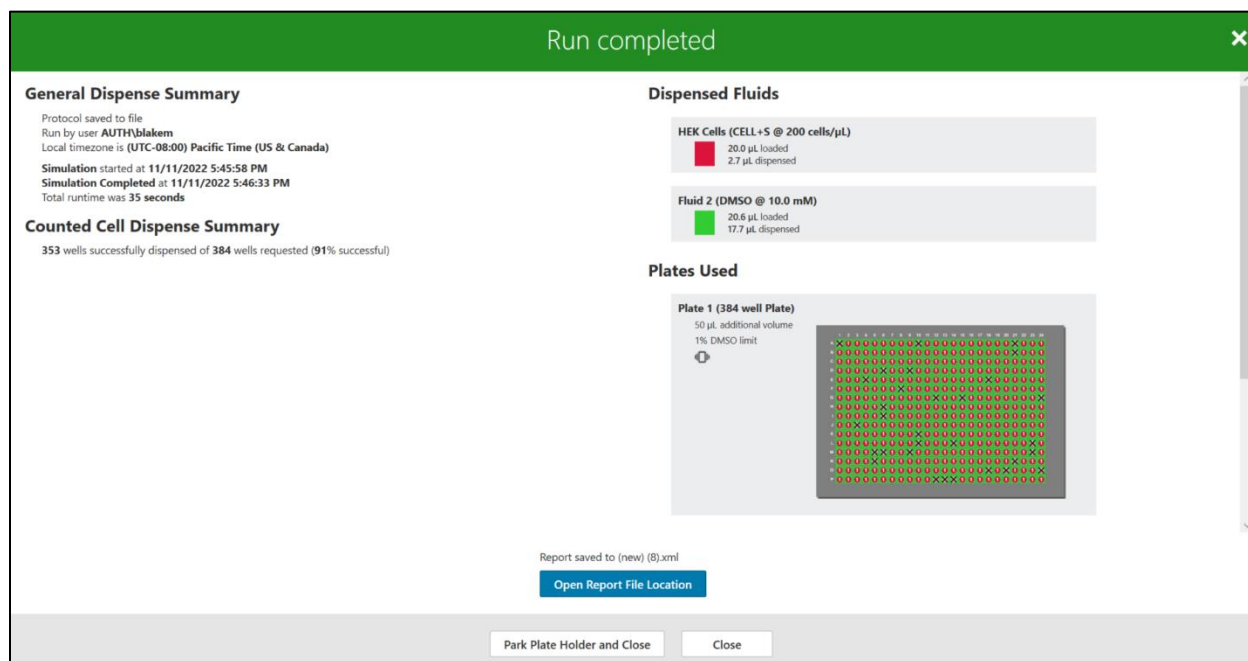 Run completed
General Dispense Summary
Protocol saved to file
Run by user AUTH\blakem
Local timezone is (UTC-08:00) Pacific Time (US & Canada)
Simulation started at 11/11/2022 5:45:58 PM
Simulation Completed at 11/11/2022 5:46:33 PM
Total runtime was 35 seconds
Counted Cell Dispense Summary
353 wells successfully dispensed of 384 wells requested (91% successful)
Dispensed Fluids
HEK Cells (CELL+S @ 200 cells/µL)
20.0 µL loaded
2.7 µL dispensed
Fluid 2 (DMSO @ 10.0 mM)
20.6 µL loaded
17.7 µL dispensed
Plates Used
Plate 1 (384 well Plate)
50 µL additional volume
1% DMSO limit
Report saved to (new) (8).xml
Open Report File Location
Park Plate Holder and Close
Close